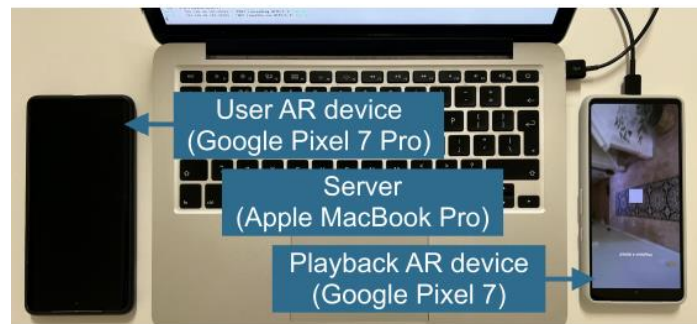 User AR device
(Google Pixel 7 Pro)
Server
(Apple MacBook Pro)
Playback AR device
(Google Pixel 7)